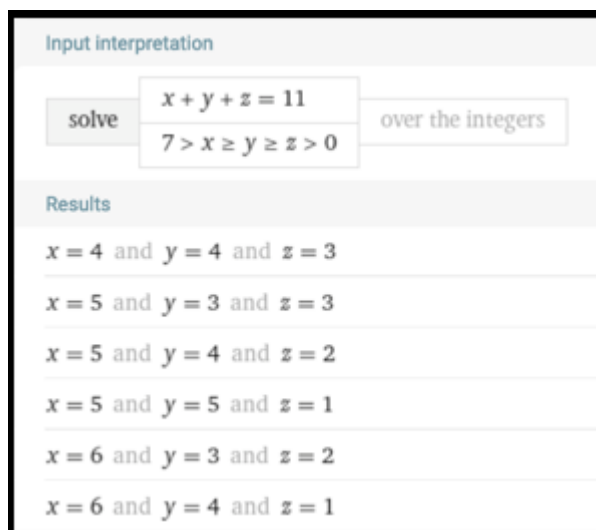 Input interpretation
solve
x + y + z = 11
7 > x ≥ y ≥ z > 0
over the integers
Results
x = 4 and y = 4 and z = 3
x = 5 and y = 3 and z = 3
x = 5 and y = 4 and z = 2
x = 5 and y = 5 and z = 1
x = 6 and y = 3 and z = 2
x = 6 and y = 4 and z = 1